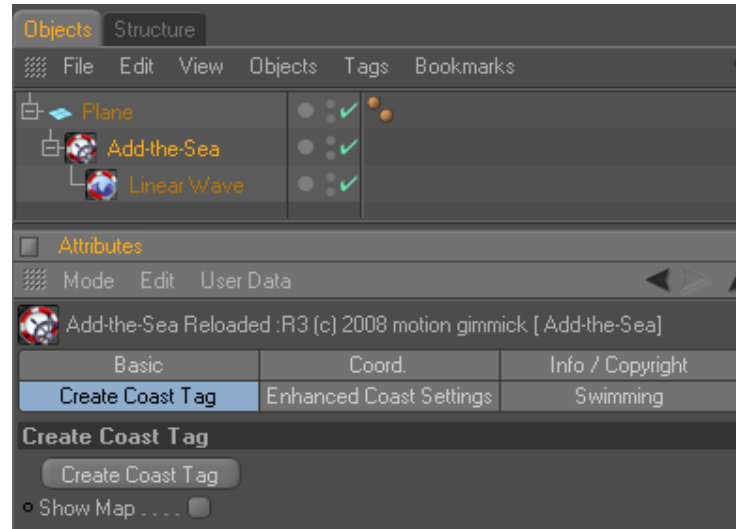 Objects Structure
File Edit View Objects Tags Bookmarks
Plane
Add-the-Sea
Linear Wave
Attributes
Mode Edit User Data
Add-the-Sea Reloaded :R3 (c) 2008 motion gimmick [ Add-the-Sea]
Basic Coord. Info / Copyright
Create Coast Tag Enhanced Coast Settings Swimming
Create Coast Tag
Create Coast Tag
Show Map . . . .